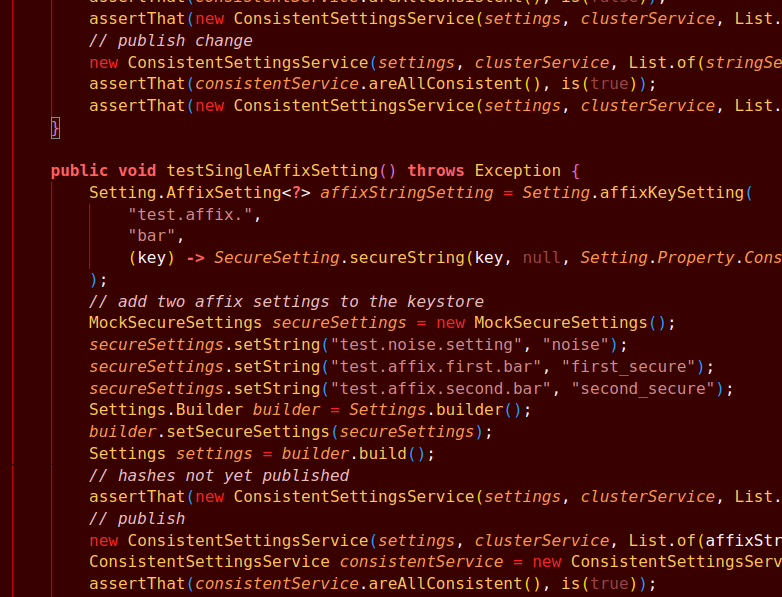 assertThat(consistentService.areAllConsistent(), is(false));
assertThat(new ConsistentSettingsService(settings, clusterService, List.
// publish change
new ConsistentSettingsService(settings, clusterService, List.of(stringSe
assertThat(consistentService.areAllConsistent(), is(true));
assertThat(new ConsistentSettingsService(settings, clusterService, List.
}
public void testSingleAffixSetting() throws Exception {
Setting.AffixSetting<?> affixStringSetting = Setting.affixKeySetting(
"test.affix.",
"bar",
(key) -> SecureSetting.secureString(key, null, Setting.Property.Cons
);
// add two affix settings to the keystore
MockSecureSettings secureSettings = new MockSecureSettings();
secureSettings.setString("test.noise.setting", "noise");
secureSettings.setString("test.affix.first.bar", "first_secure");
secureSettings.setString("test.affix.second.bar", "second_secure");
Settings.Builder builder = Settings.builder();
builder.setSecureSettings(secureSettings);
Settings settings = builder.build();
// hashes not yet published
assertThat(new ConsistentSettingsService(settings, clusterService, List.
// publish
new ConsistentSettingsService(settings, clusterService, List.of(affixStr
ConsistentSettingsService consistentService = new ConsistentSettingsServ
assertThat(consistentService.areAllConsistent(), is(true));